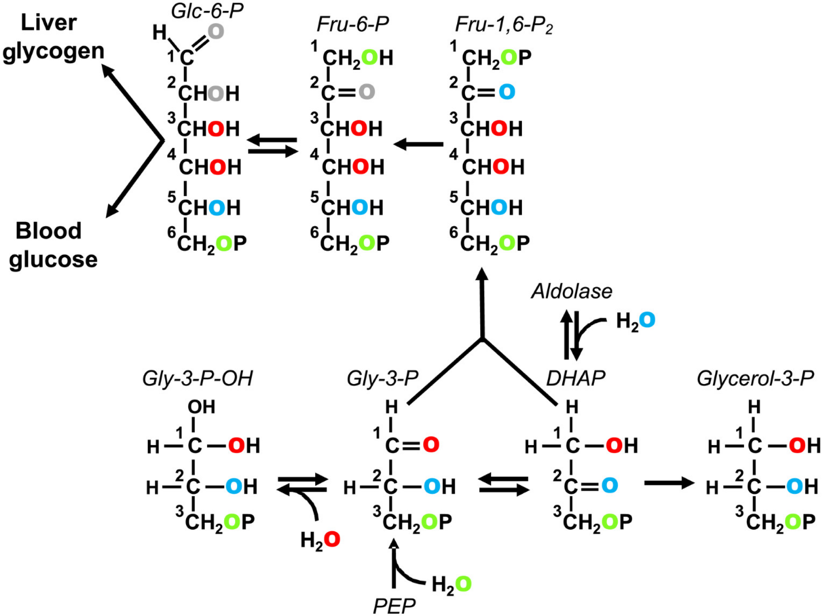 Glc-6-P
Fru-6-P
Fru-1,6-P2
Liver
glycogen
Blood
glucose
H
O
1 C
2 CHOH
3 CHOH
4 CHOH
5 CHOH
6 CH2OP
1 CH2OH
2 C=O
3 CHOH
4 CHOH
5 CHOH
6 CH2OP
1 CH2OP
2 C=O
3 CHOH
4 CHOH
5 CHOH
6 CH2OP
Aldolase
H2O
Gly-3-P-OH
Gly-3-P
DHAP
Glycerol-3-P
OH
H 1 C OH
H 2 C OH
3 CH2OP
H2O
H
1 C=O
H 2 C OH
3 CH2OP
H
H 1 C OH
2 C=O
3 CH2OP
H
H 1 C OH
H 2 C OH
3 CH2OP
H2O
PEP